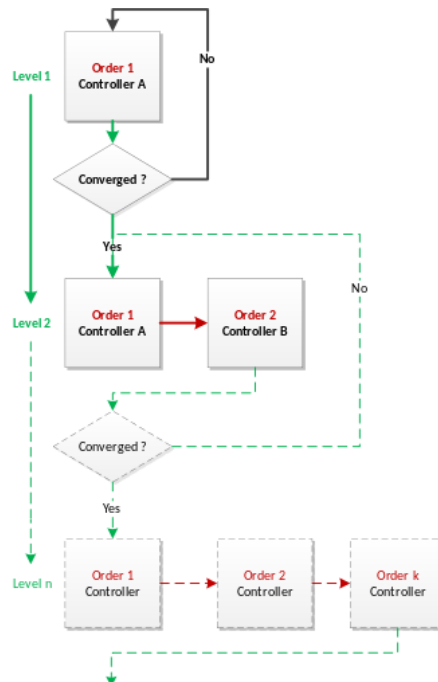 No
Level 1
Order 1
Controller A
Converged ?
Yes
No
Level 2
Order 1
Controller A
Order 2
Controller B
Converged ?
Yes
Level n
Order 1
Controller
Order 2
Controller
Order k
Controller